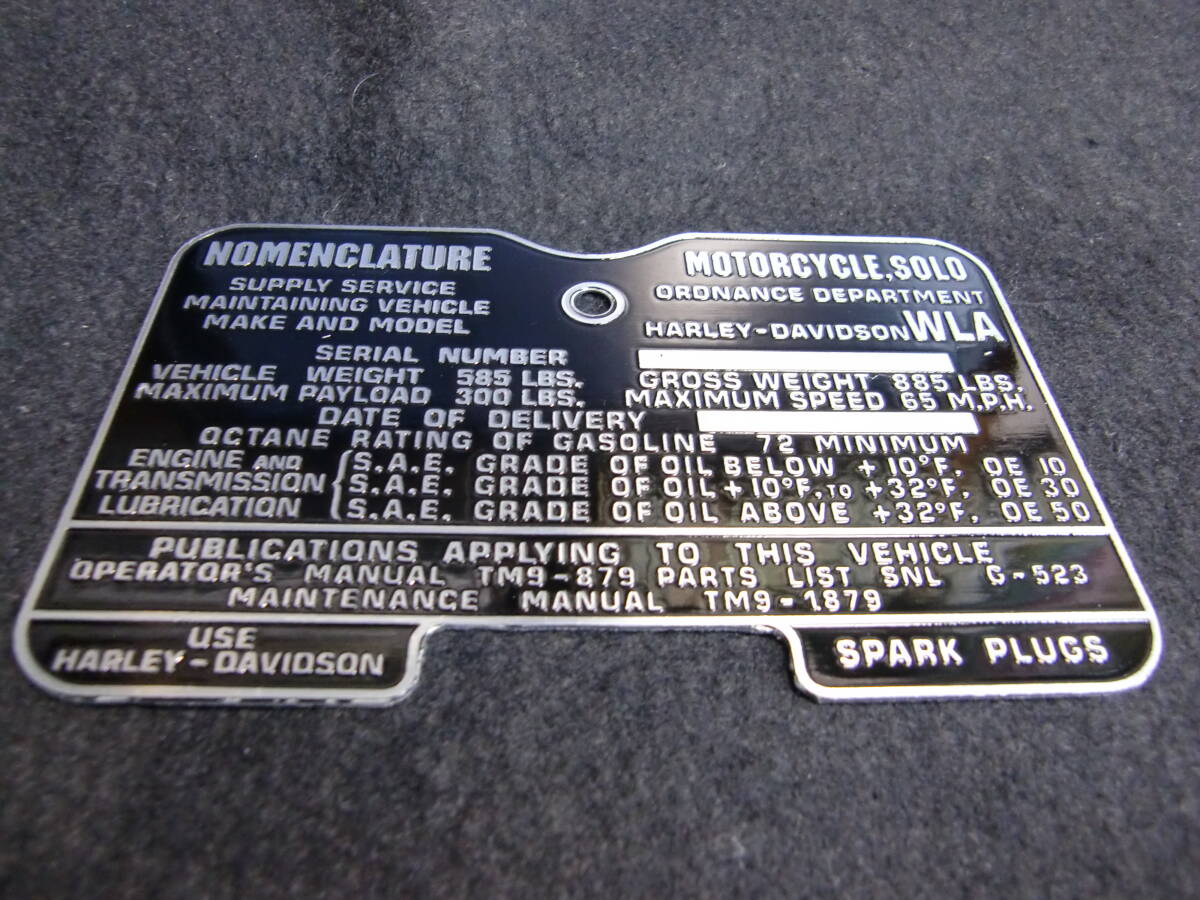 NOMENCLATURE MOTORCYCLE, SOLO
SUPPLY SERVICE ORDNANCE DEPARTMENT
MAINTAINING VEHICLE
MAKE AND MODEL HARLEY-DAVIDSON WLA
SERIAL NUMBER
VEHICLE WEIGHT 585 LBS. GROSS WEIGHT 885 LBS.
MAXIMUM PAYLOAD 300 LBS. MAXIMUM SPEED 65 M.P.H.
DATE OF DELIVERY
OCTANE RATING OF GASOLINE 72 MINIMUM
ENGINE AND S.A.E. GRADE OF OIL BELOW +10°F. OE 10
TRANSMISSION S.A.E. GRADE OF OIL +10°F. TO +32°F. OE 30
LUBRICATION S.A.E. GRADE OF OIL ABOVE +32°F. OE 50
PUBLICATIONS APPLYING TO THIS VEHICLE
OPERATOR'S MANUAL TM9-879 PARTS LIST SNL G-523
MAINTENANCE MANUAL TM9-1879
USE
HARLEY-DAVIDSON SPARK PLUGS